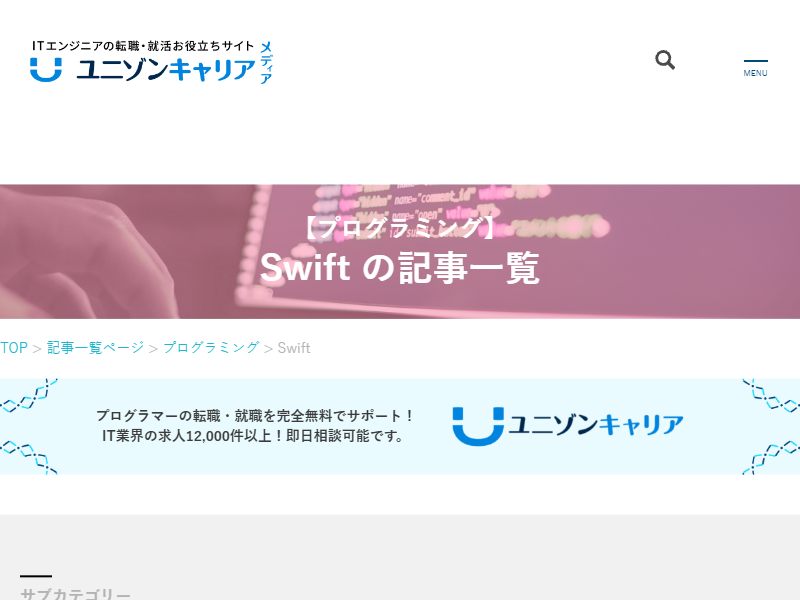 ITエンジニアの転職・就活お役立ちサイト
ユニゾンキャリア
メディア
MENU
name="comment_id"
【プログラミング】
Swift の記事一覧
TOP > 記事一覧ページ > プログラミング > Swift
プログラマーの転職・就職を完全無料でサポート！
IT業界の求人12,000件以上！即日相談可能です。
ユニゾンキャリア
サブカテゴリー